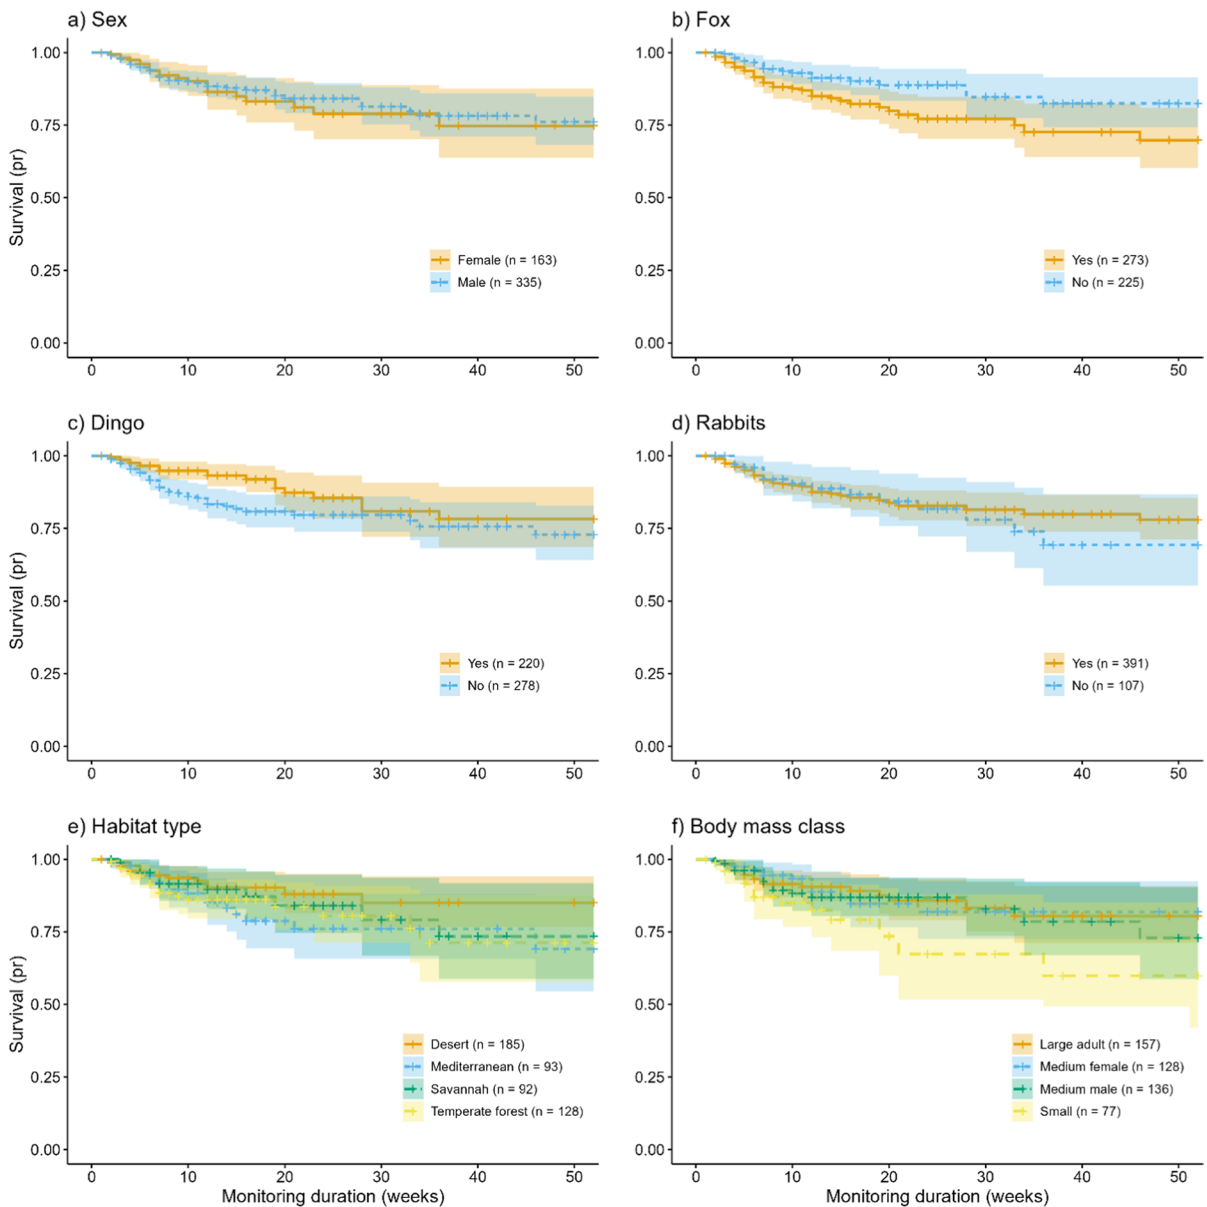 a) Sex
1.00
0.75
0.50
0.25
0.00
Survival (pr)
Female (n = 163)
Male (n = 335)
0 10 20 30 40 50
b) Fox
1.00
0.75
0.50
0.25
0.00
Yes (n = 273)
No (n = 225)
0 10 20 30 40 50
c) Dingo
1.00
0.75
0.50
0.25
0.00
Survival (pr)
Yes (n = 220)
No (n = 278)
0 10 20 30 40 50
d) Rabbits
1.00
0.75
0.50
0.25
0.00
Yes (n = 391)
No (n = 107)
0 10 20 30 40 50
e) Habitat type
1.00
0.75
0.50
0.25
0.00
Survival (pr)
Desert (n = 185)
Mediterranean (n = 93)
Savannah (n = 92)
Temperate forest (n = 128)
0 10 20 30 40 50
Monitoring duration (weeks)
f) Body mass class
1.00
0.75
0.50
0.25
0.00
Large adult (n = 157)
Medium female (n = 128)
Medium male (n = 136)
Small (n = 77)
0 10 20 30 40 50
Monitoring duration (weeks)